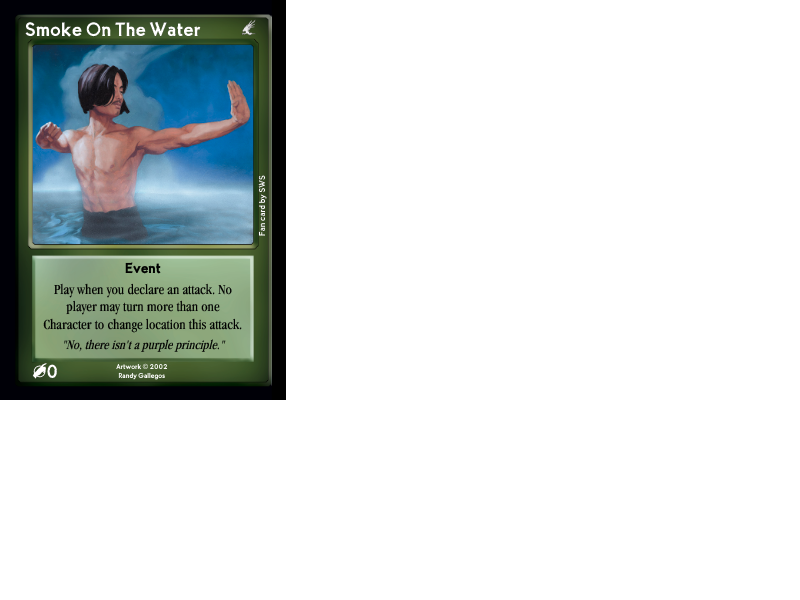 Smoke On The Water
Fan card by SWS
Event
Play when you declare an attack. No
player may turn more than one
Character to change location this attack.
"No, there isn't a purple principle."
0
Artwork © 2002
Randy Gallegos